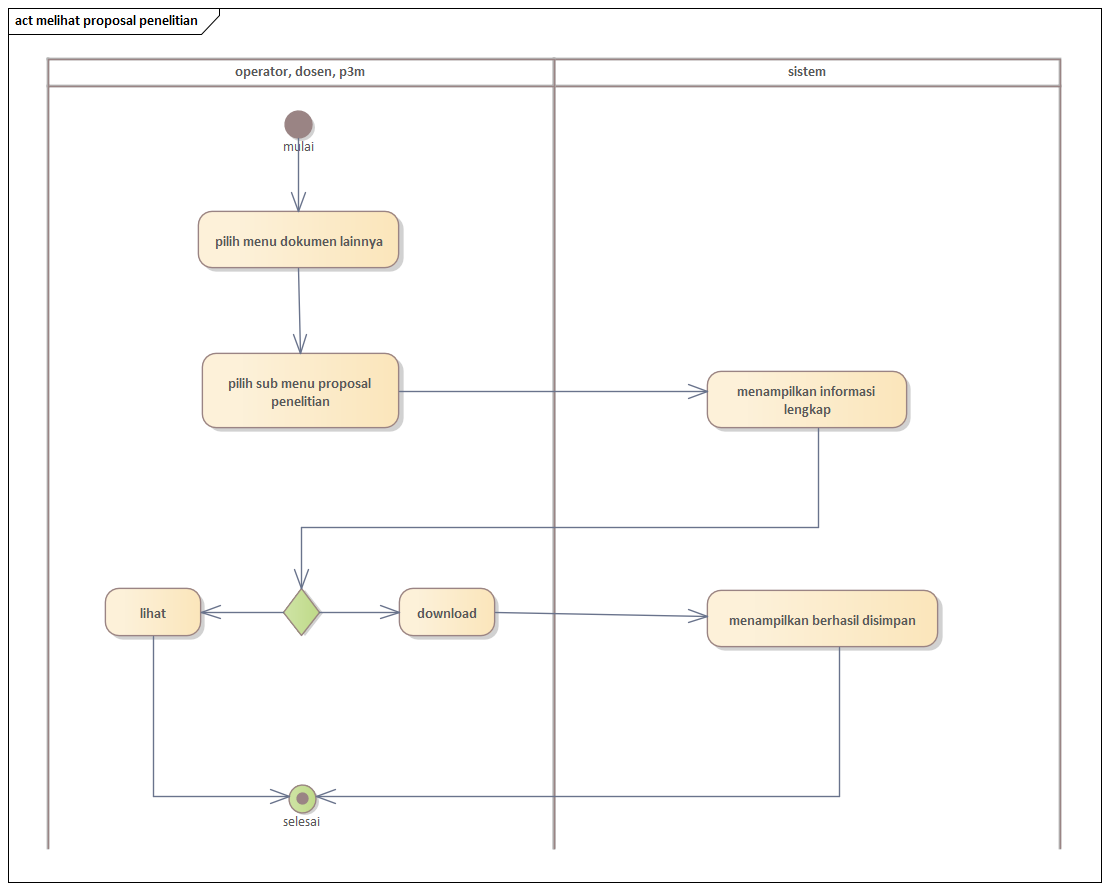 act melihat proposal penelitian
operator, dosen, p3m
sistem
mulai
pilih menu dokumen lainnya
pilih sub menu proposal
penelitian
menampilkan informasi
lengkap
lihat
download
menampilkan berhasil disimpan
selesai